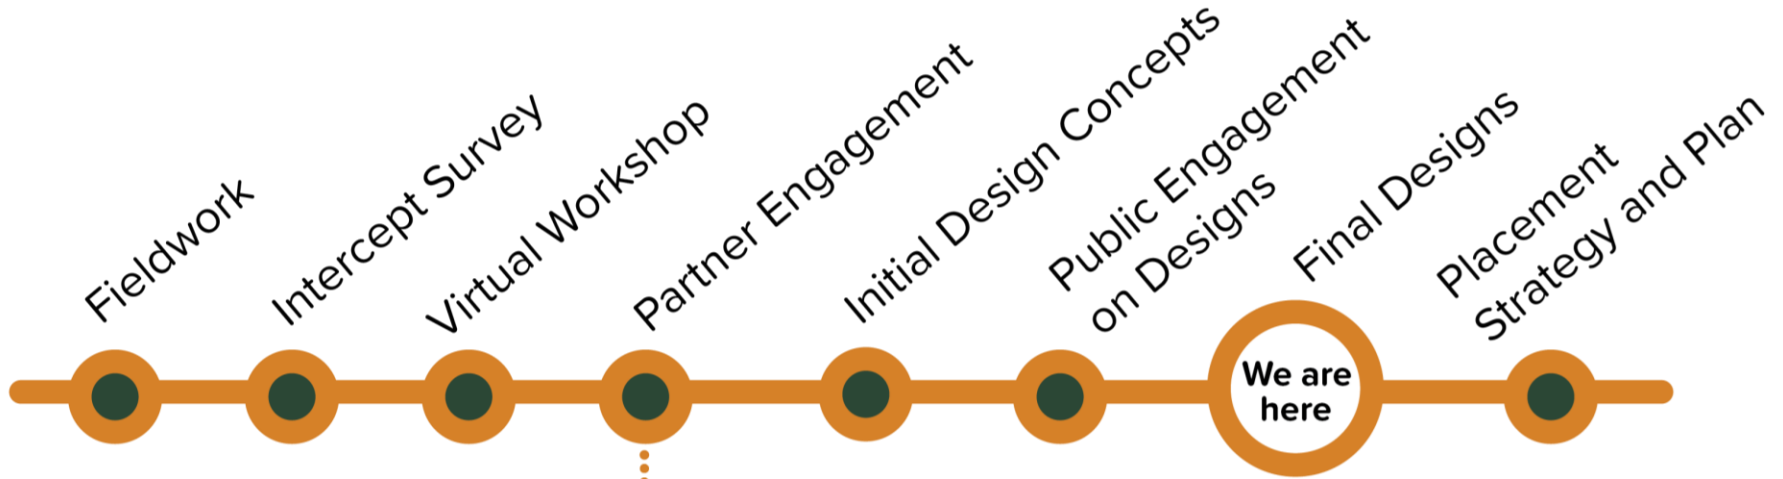 Fieldwork
Intercept Survey
Virtual Workshop
Partner Engagement
Initial Design Concepts
Public Engagement
on Designs
Final Designs
We are
here
Placement
Strategy and Plan